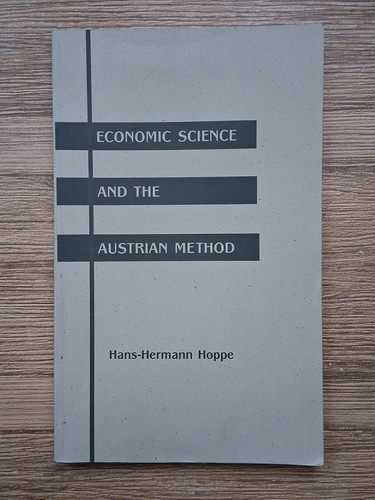 ECONOMIC SCIENCE
AND THE
AUSTRIAN METHOD
Hans-Hermann Hoppe